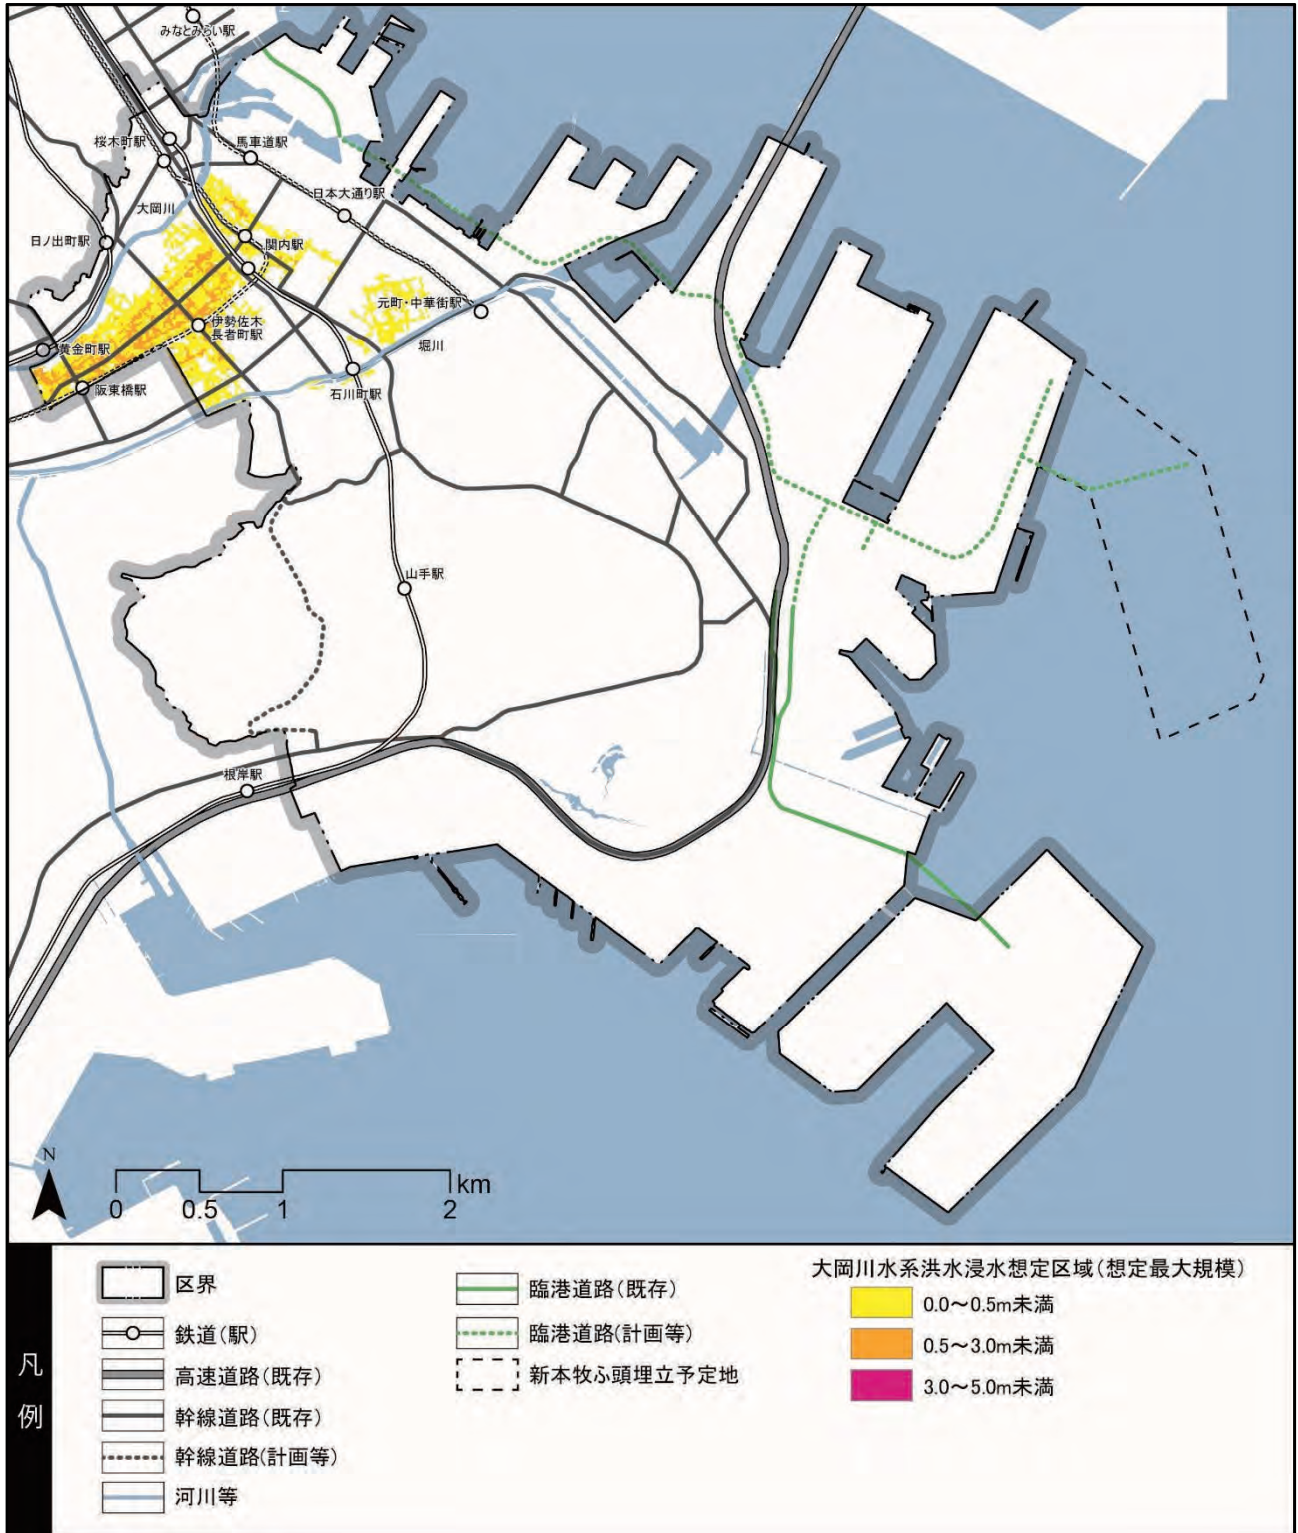 みなとみらい駅
桜木町駅
馬車道駅
大岡川
日本大通り駅
日ノ出町駅
関内駅
元町・中華街駅
伊勢佐木
長者町駅
黄金町駅
堀川
阪東橋駅
石川町駅
山手駅
根岸駅
N
0 0.5 1 2 km
凡例
区界
鉄道(駅)
高速道路(既存)
幹線道路(既存)
幹線道路(計画等)
河川等
臨港道路(既存)
臨港道路(計画等)
新本牧ふ頭埋立予定地
大岡川水系洪水浸水想定区域(想定最大規模)
0.0～0.5m未満
0.5～3.0m未満
3.0～5.0m未満